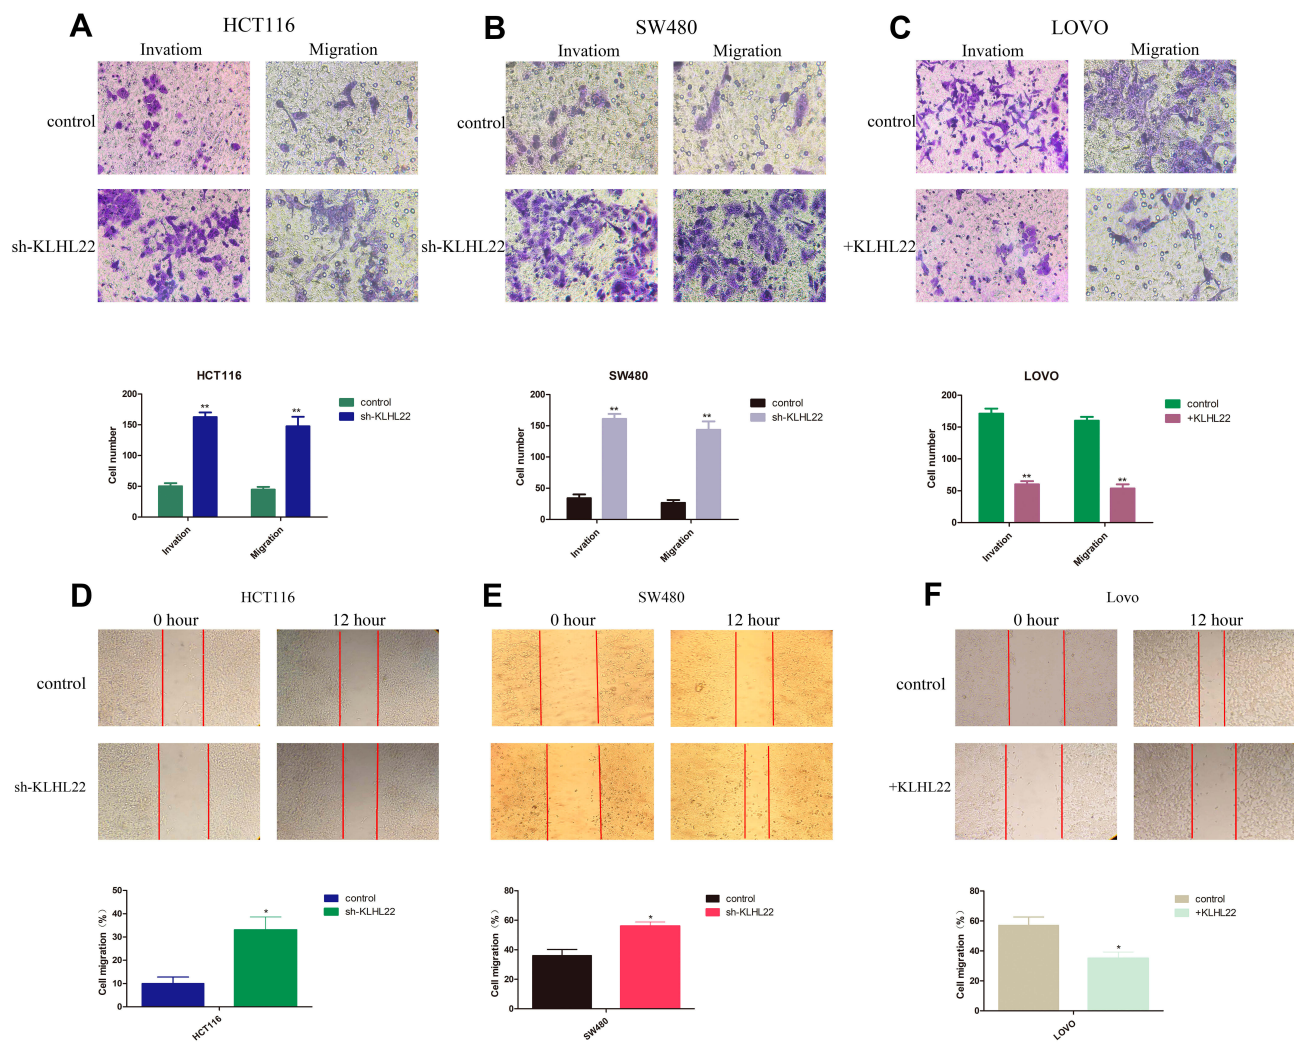 A HCT116
Invatiom Migration
control
sh-KLHL22
B SW480
Invatiom Migration
control
sh-KLHL22
C LOVO
Invatiom Migration
control
+KLHL22
HCT116
Cell number
200
150
100
50
0
** **
Invation Migration
control
sh-KLHL22
SW480
Cell number
200
150
100
50
0
** **
Invation Migration
control
sh-KLHL22
LOVO
Cell number
200
150
100
50
0
** **
Invation Migration
control
+KLHL22
D HCT116
0 hour 12 hour
control
sh-KLHL22
E SW480
0 hour 12 hour
F Lovo
0 hour 12 hour
control
+KLHL22
Cell migration (%)
50
40
30
20
10
0
*
HCT116
control
sh-KLHL22
Cell migration (%)
80
60
40
20
0
*
SW480
control
sh-KLHL22
Cell migration (%)
80
60
40
20
0
*
LOVO
control
+KLHL22